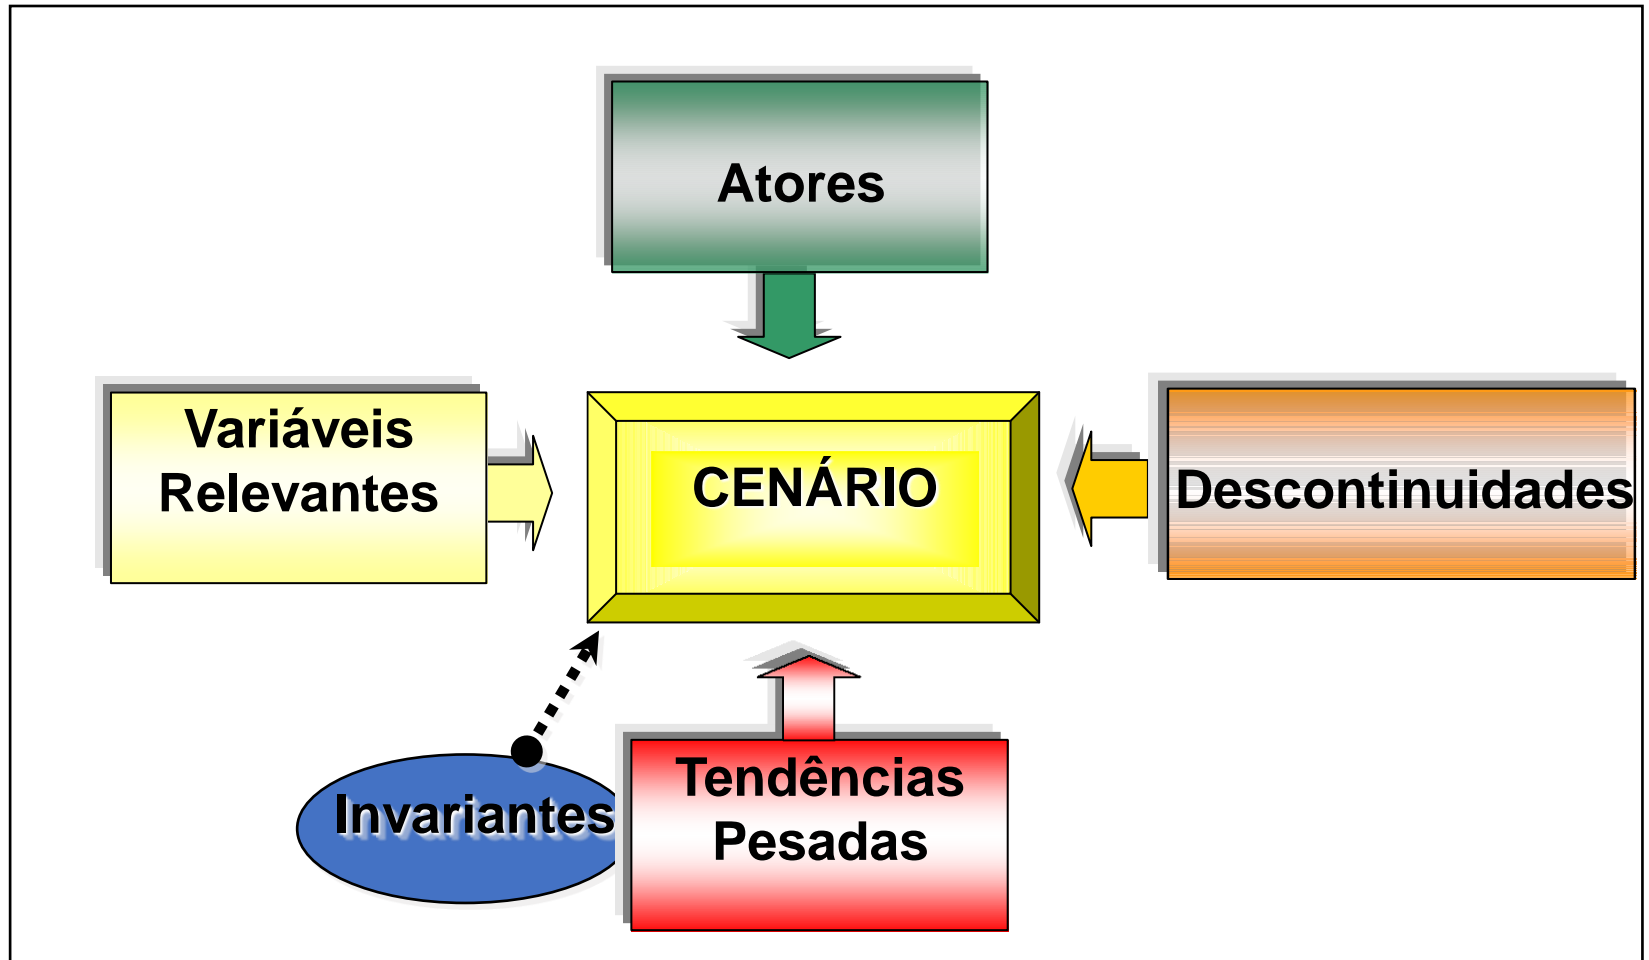 Atores
Variáveis
Relevantes
CENÁRIO
Descontinuidades
Invariantes
Tendências
Pesadas